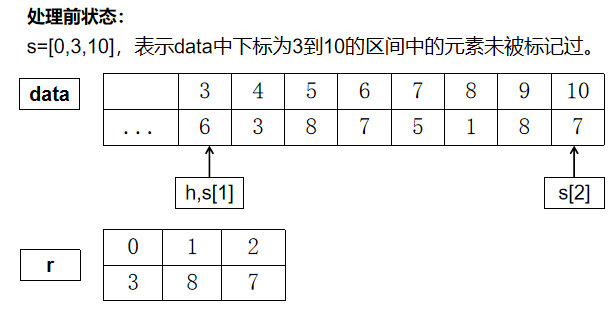 处理前状态：
s=[0,3,10]，表示data中下标为3到10的区间中的元素未被标记过。
data
3 4 5 6 7 8 9 10
... 6 3 8 7 5 1 8 7
h,s[1] s[2]
0 1 2
r
3 8 7